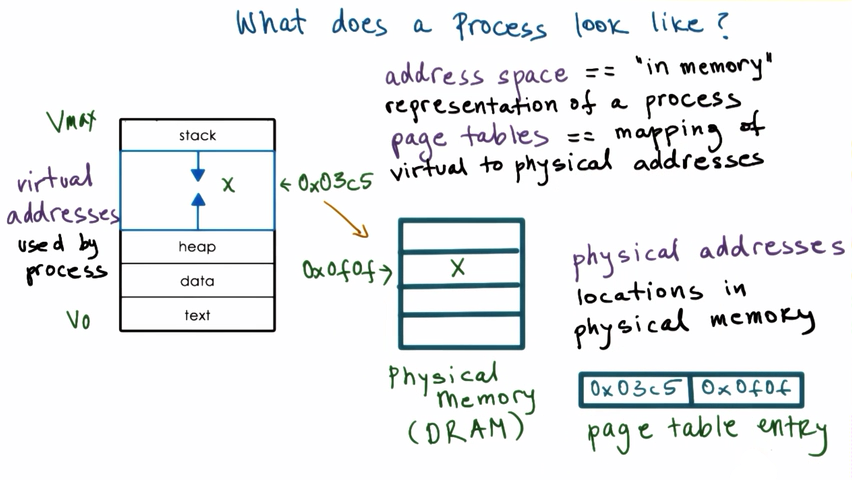 What does a Process look like?
address space == "in memory"
representation of a process
page tables == mapping of
virtual to physical addresses
Vmax
stack
virtual
addresses
used by
process
X
←0x03c5
heap
data
text
V0
0x0f0f→
X
physical addresses
locations in
physical memory
Physical
memory
(DRAM)
0x03c5 0x0f0f
page table entry